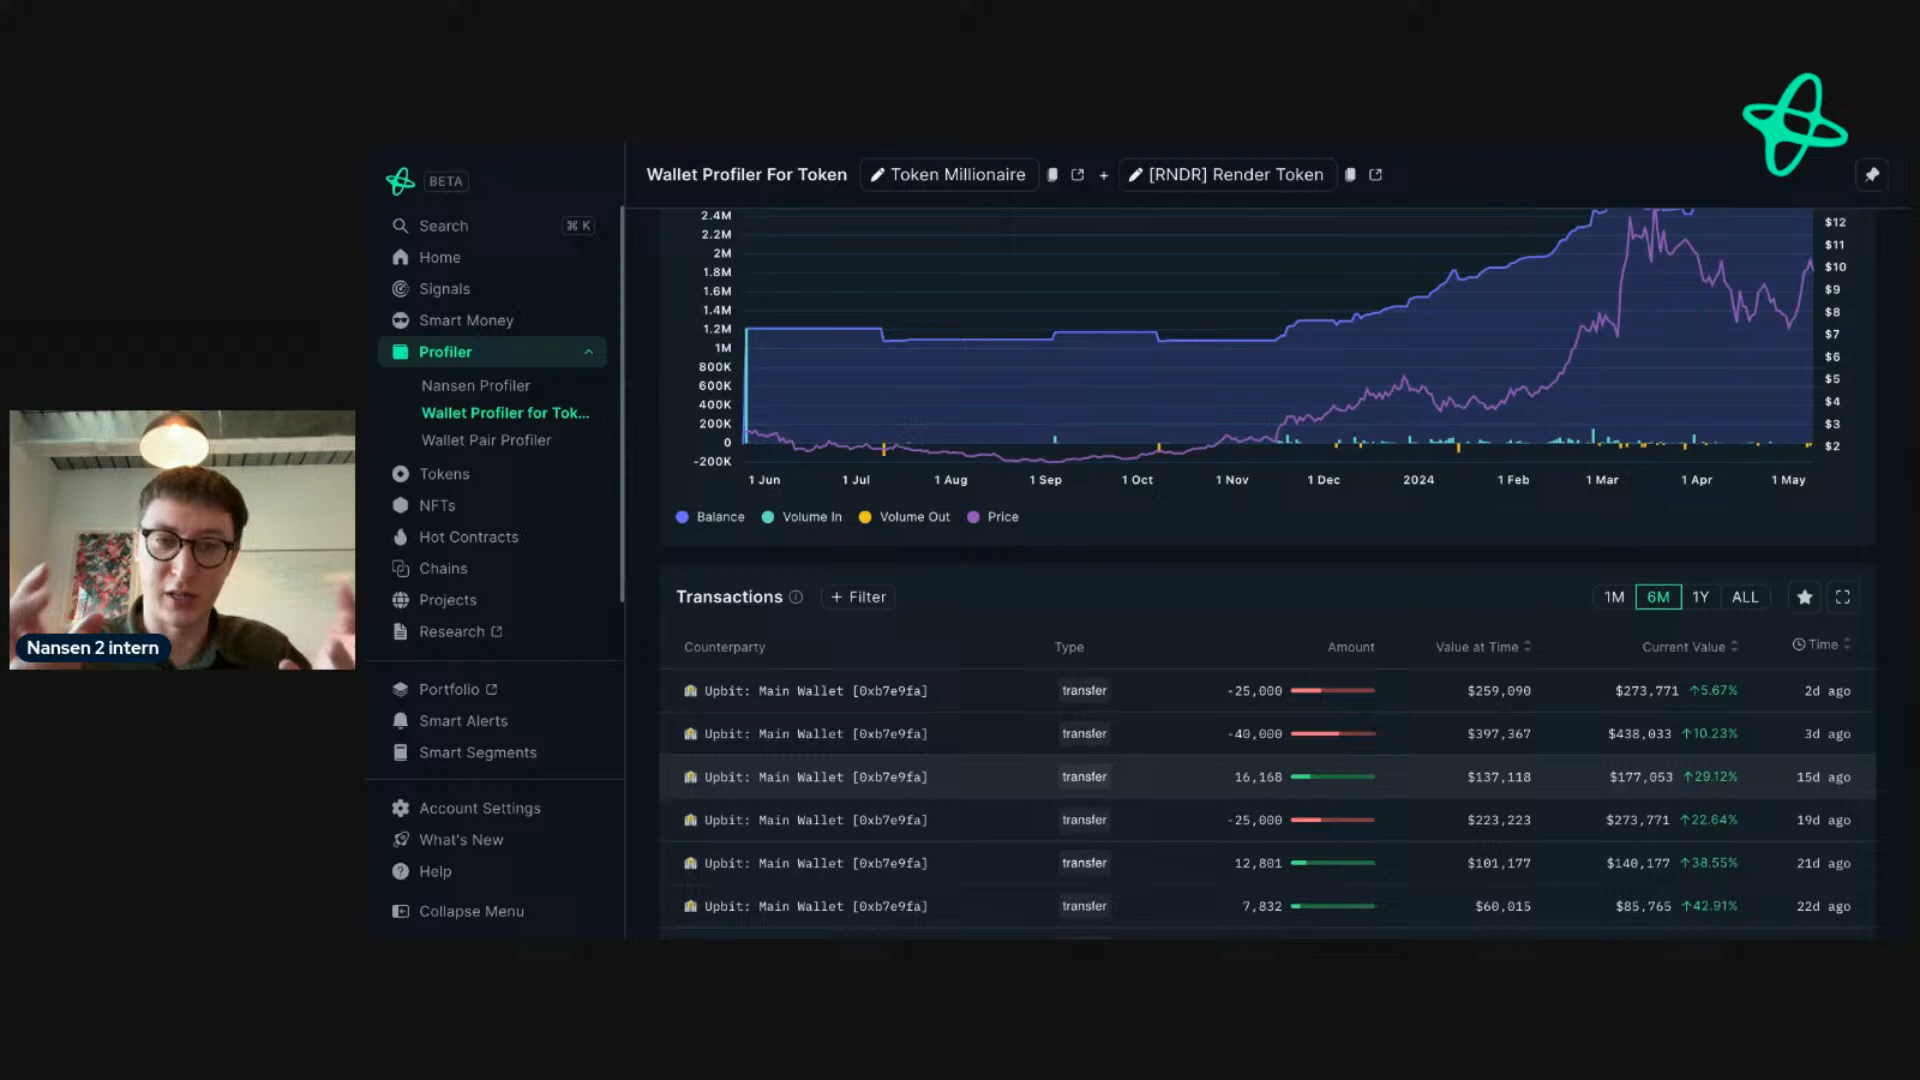 BETA
Search
⌘ K
Home
Signals
Smart Money
Profiler
Nansen Profiler
Wallet Profiler for Tok...
Wallet Pair Profiler
Tokens
NFTs
Hot Contracts
Chains
Projects
Research
Portfolio
Smart Alerts
Smart Segments
Account Settings
What's New
Help
Collapse Menu
Nansen 2 intern
Wallet Profiler For Token Token Millionaire + [RNDR] Render Token
2.4M
2.2M
2M
1.8M
1.6M
1.4M
1.2M
1M
800K
600K
400K
200K
0
-200K
$12
$11
$10
$9
$8
$7
$6
$5
$4
$3
$2
1 Jun 1 Jul 1 Aug 1 Sep 1 Oct 1 Nov 1 Dec 2024 1 Feb 1 Mar 1 Apr 1 May
Balance Volume In Volume Out Price
Transactions + Filter 1M 6M 1Y ALL
Counterparty Type Amount Value at Time Current Value Time
Upbit: Main Wallet [0xb7e9fa] transfer -25,000 $259,090 $273,771 ↑5.67% 2d ago
Upbit: Main Wallet [0xb7e9fa] transfer -40,000 $397,367 $438,033 ↑10.23% 3d ago
Upbit: Main Wallet [0xb7e9fa] transfer 16,168 $137,118 $177,053 ↑29.12% 15d ago
Upbit: Main Wallet [0xb7e9fa] transfer -25,000 $223,223 $273,771 ↑22.64% 19d ago
Upbit: Main Wallet [0xb7e9fa] transfer 12,801 $101,177 $140,177 ↑38.55% 21d ago
Upbit: Main Wallet [0xb7e9fa] transfer 7,832 $60,015 $85,765 ↑42.91% 22d ago